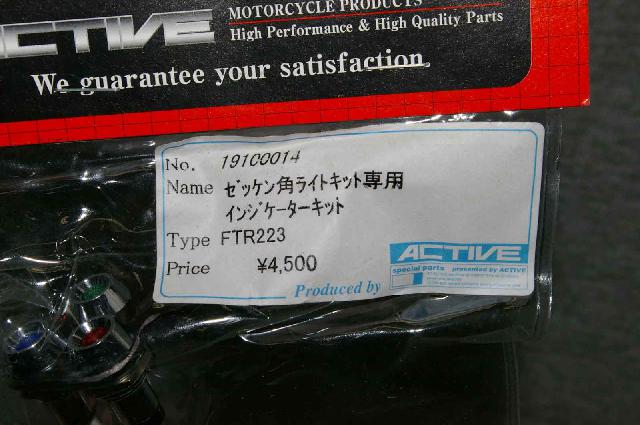 MOTORCYCLE PRODUCTS
ACTIVE
High Performance & High Quality Parts
We guarantee your satisfaction.
No. 19100014
Name ｾﾞｯｹﾝ角ﾗｲﾄｷｯﾄ専用
ｲﾝｼﾞｹｰﾀｰｷｯﾄ
Type FTR223
Price ¥4,500
ACTIVE
special parts presented by ACTIVE
Produced by